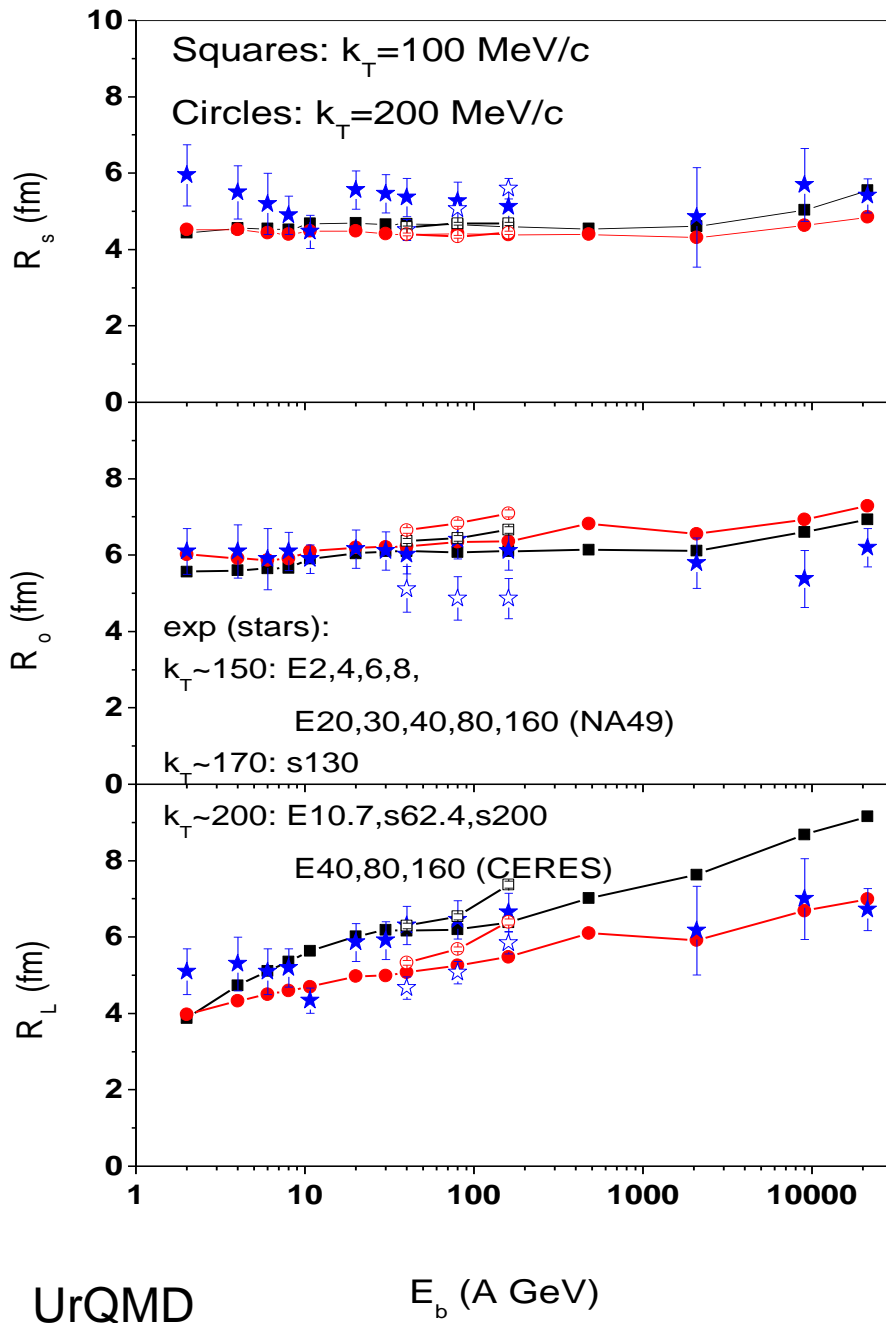 10
Squares: k_T=100 MeV/c
8
Circles: k_T=200 MeV/c
6
R_s (fm)
4
2
0
8
6
R_o (fm)
4
exp (stars):
k_T~150: E2,4,6,8,
2
E20,30,40,80,160 (NA49)
k_T~170: s130
0
k_T~200: E10.7,s62.4,s200
8
E40,80,160 (CERES)
6
R_L (fm)
4
2
0
1 10 100 1000 10000
UrQMD
E_b (A GeV)